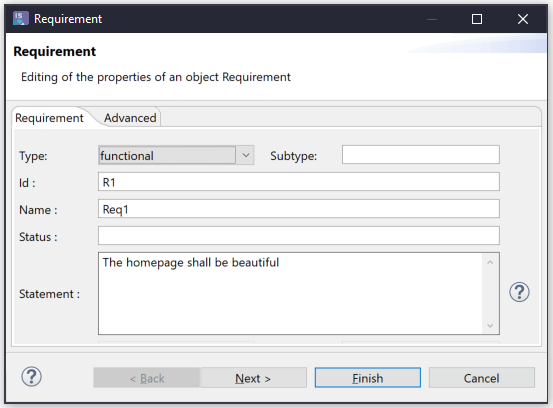 IS
Requirement
Requirement
Editing of the properties of an object Requirement
Requirement Advanced
Type: functional Subtype:
Id : R1
Name : Req1
Status :
Statement : The homepage shall be beautiful
?
? < Back Next > Finish Cancel